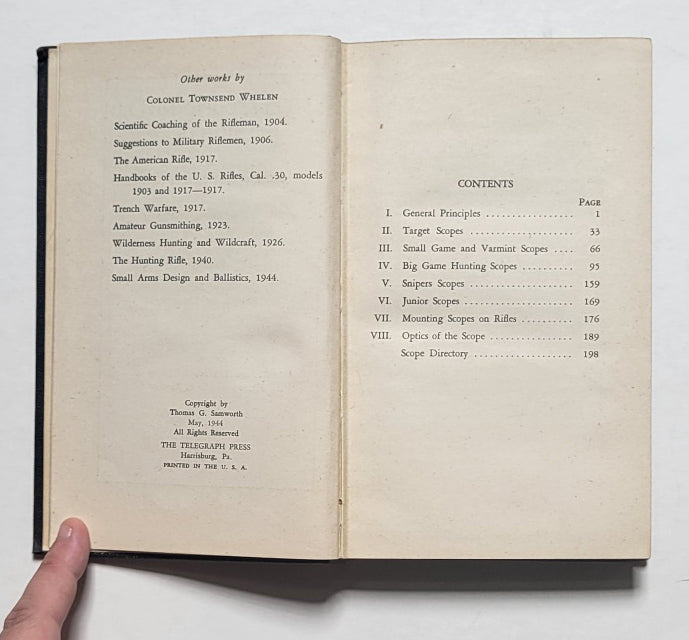 Other works by
COLONEL TOWNSEND WHELEN
Scientific Coaching of the Rifleman, 1904.
Suggestions to Military Riflemen, 1906.
The American Rifle, 1917.
Handbooks of the U. S. Rifles, Cal. .30, models
1903 and 1917—1917.
Trench Warfare, 1917.
Amateur Gunsmithing, 1923.
Wilderness Hunting and Wildcraft, 1926.
The Hunting Rifle, 1940.
Small Arms Design and Ballistics, 1944.
Copyright by
Thomas G. Samworth
May, 1944
All Rights Reserved
THE TELEGRAPH PRESS
Harrisburg, Pa.
PRINTED IN THE U. S. A.
CONTENTS
PAGE
I. General Principles ................ 1
II. Target Scopes .................. 33
III. Small Game and Varmint Scopes .... 66
IV. Big Game Hunting Scopes .......... 95
V. Snipers Scopes .................. 159
VI. Junior Scopes ................... 169
VII. Mounting Scopes on Rifles .......... 176
VIII. Optics of the Scope ............... 189
Scope Directory .................. 198